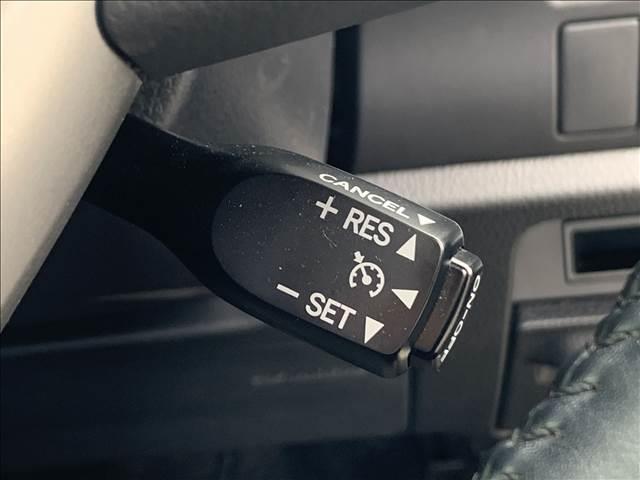 CANCEL ▼
+ RES ▲
◀
- SET ▼
ON-OFF